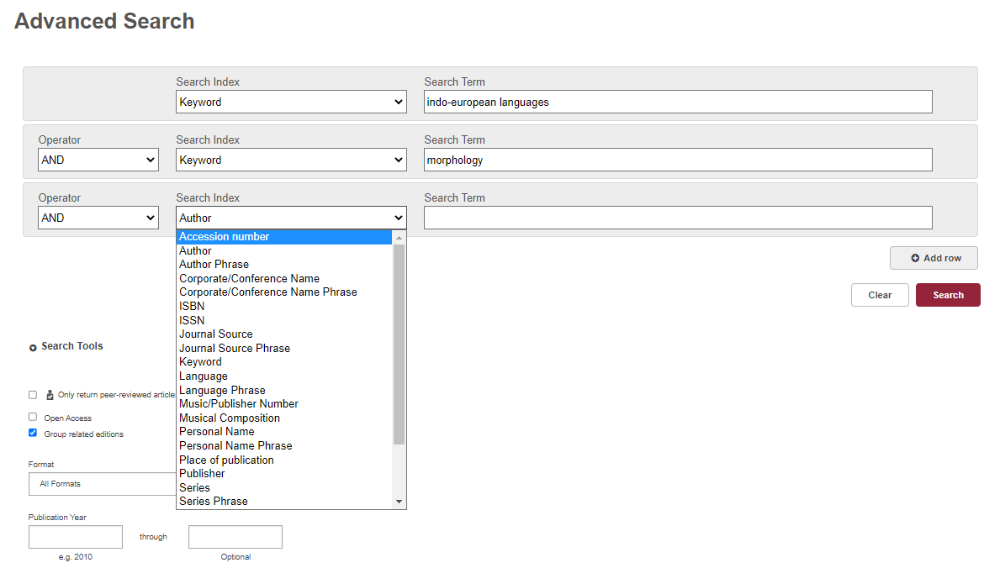 Advanced Search
Search Index Search Term
Keyword indo-european languages
Operator Search Index Search Term
AND Keyword morphology
Operator Search Index Search Term
AND Author
Accession number
Author
Author Phrase
Corporate/Conference Name
Corporate/Conference Name Phrase
ISBN
ISSN
Journal Source
Journal Source Phrase
Keyword
Language
Language Phrase
Music/Publisher Number
Musical Composition
Personal Name
Personal Name Phrase
Place of publication
Publisher
Series
Series Phrase
Add row
Clear Search
Search Tools
Only return peer-reviewed articles
Open Access
Group related editions
Format
All Formats
Publication Year
through
e.g. 2010 Optional